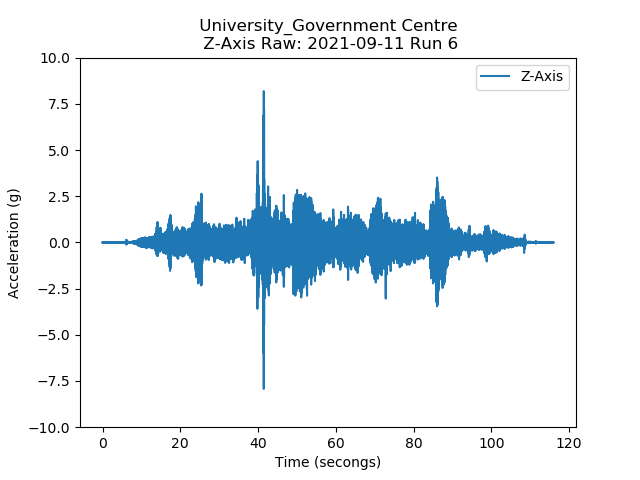 University_Government Centre
Z-Axis Raw: 2021-09-11 Run 6
Z-Axis
10.0
7.5
5.0
2.5
0.0
−2.5
−5.0
−7.5
−10.0
Acceleration (g)
0 20 40 60 80 100 120
Time (secongs)